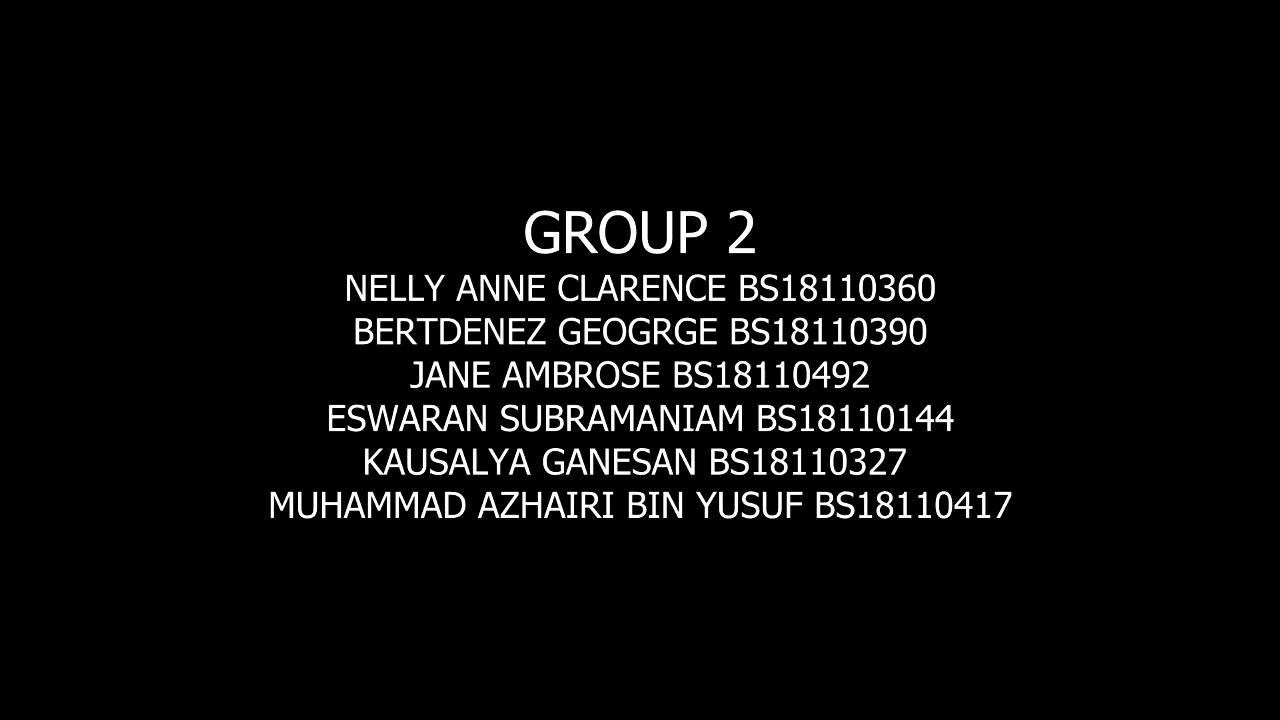 GROUP 2
NELLY ANNE CLARENCE BS18110360
BERTDENEZ GEOGRGE BS18110390
JANE AMBROSE BS18110492
ESWARAN SUBRAMANIAM BS18110144
KAUSALYA GANESAN BS18110327
MUHAMMAD AZHAIRI BIN YUSUF BS18110417